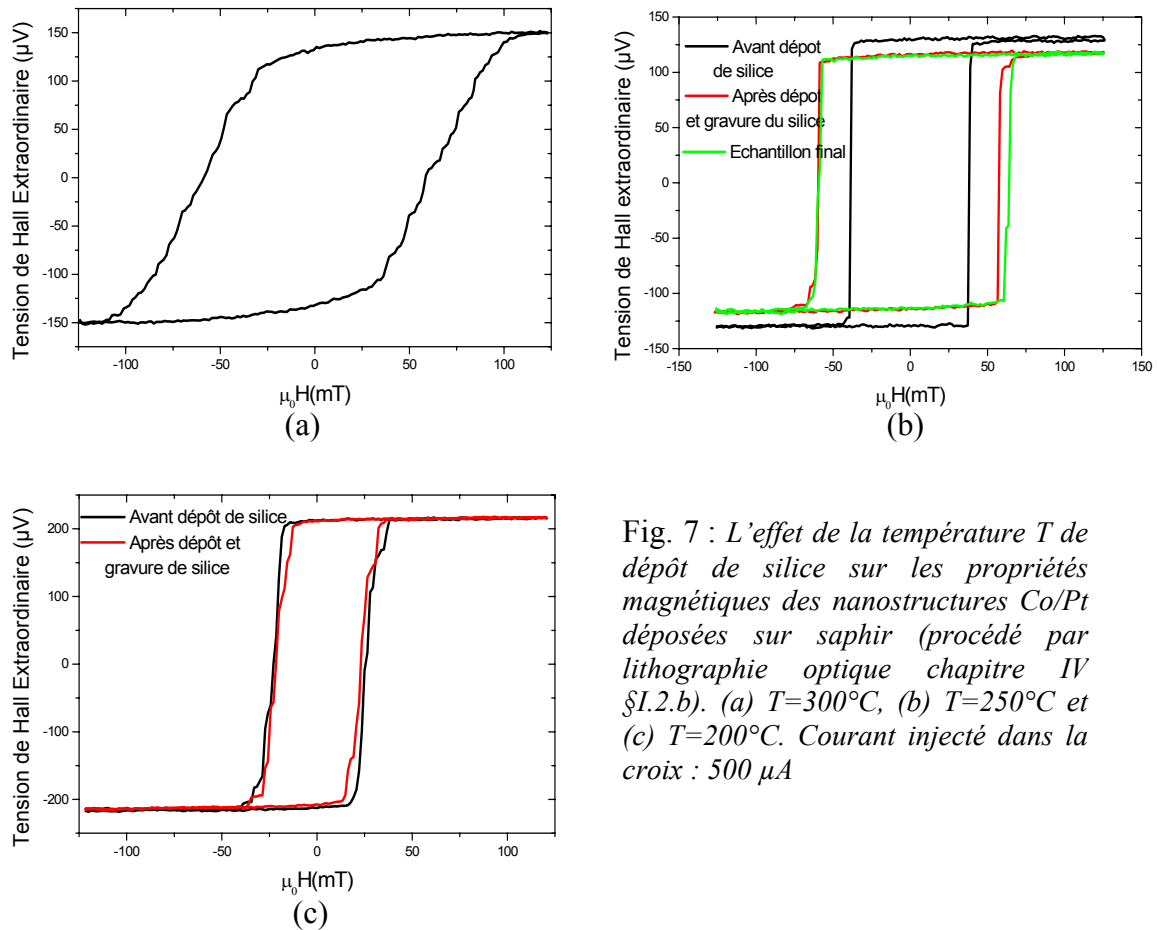 150
100
50
0
-50
-100
-150
-100
-50
0
50
100
Tension de Hall Extraordinaire (µV)
µ₀H(mT)
(a)
150
100
50
0
-50
-100
-150
-150
-100
-50
0
50
100
150
Avant dépot
de silice
Après dépot
et gravure du silice
Echantillon final
Tension de Hall extraordinaire (µV)
µ₀H(mT)
(b)
200
100
0
-100
-200
-100
-50
0
50
100
Avant dépôt de silice
Après dépôt et
gravure de silice
Tension de Hall Extraordinaire (µV)
µ₀H(mT)
(c)
Fig. 7 : L'effet de la température T de
dépôt de silice sur les propriétés
magnétiques des nanostructures Co/Pt
déposées sur saphir (procédé par
lithographie optique chapitre IV
§I.2.b). (a) T=300°C, (b) T=250°C et
(c) T=200°C. Courant injecté dans la
croix : 500 µA